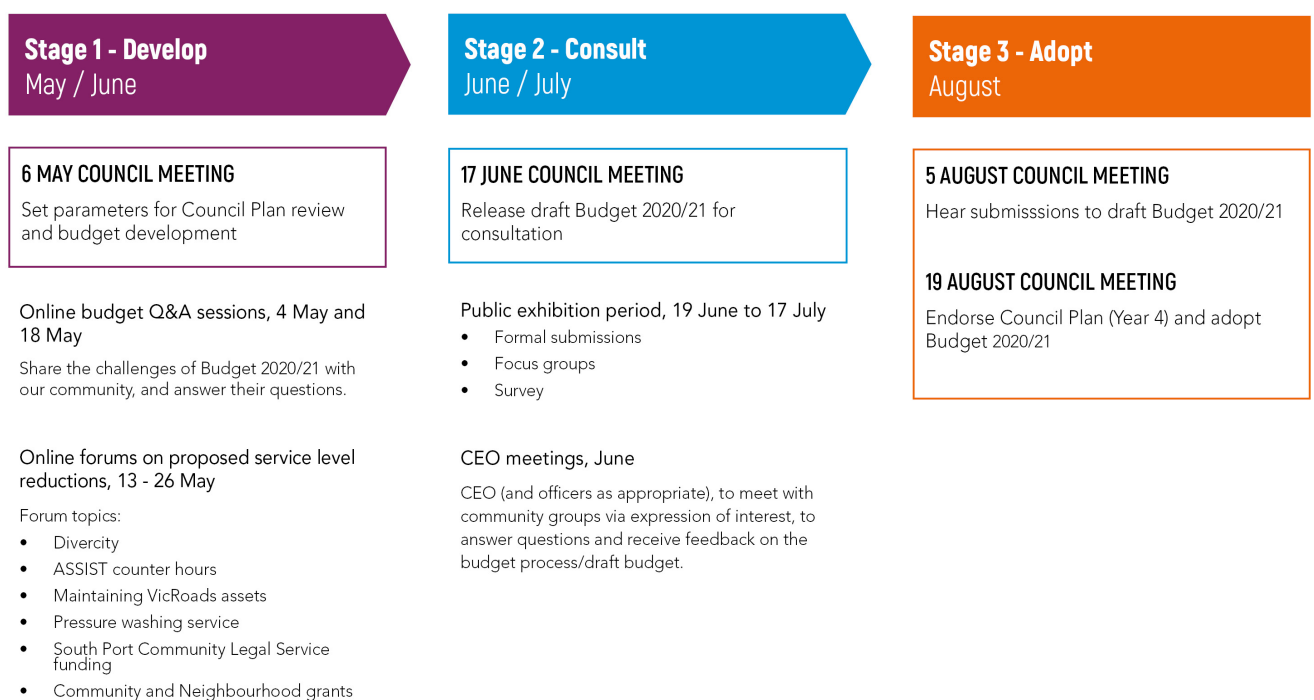 Stage 1 - Develop
May / June
6 MAY COUNCIL MEETING
Set parameters for Council Plan review
and budget development
Online budget Q&A sessions, 4 May and
18 May
Share the challenges of Budget 2020/21 with
our community, and answer their questions.
Online forums on proposed service level
reductions, 13 - 26 May
Forum topics:
• Divercity
• ASSIST counter hours
• Maintaining VicRoads assets
• Pressure washing service
• South Port Community Legal Service
funding
• Community and Neighbourhood grants
Stage 2 - Consult
June / July
17 JUNE COUNCIL MEETING
Release draft Budget 2020/21 for
consultation
Public exhibition period, 19 June to 17 July
• Formal submissions
• Focus groups
• Survey
CEO meetings, June
CEO (and officers as appropriate), to meet with
community groups via expression of interest, to
answer questions and receive feedback on the
budget process/draft budget.
Stage 3 - Adopt
August
5 AUGUST COUNCIL MEETING
Hear submisssions to draft Budget 2020/21
19 AUGUST COUNCIL MEETING
Endorse Council Plan (Year 4) and adopt
Budget 2020/21